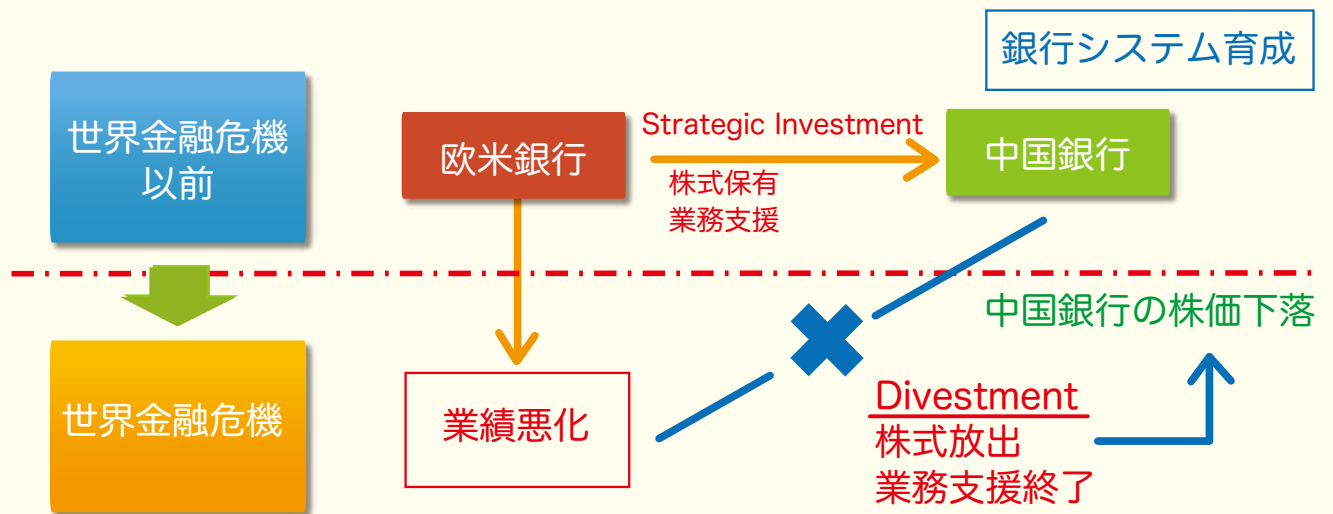 銀行システム育成
世界金融危機
以前
欧米銀行
Strategic Investment
株式保有
業務支援
中国銀行
中国銀行の株価下落
世界金融危機
業績悪化
Divestment
株式放出
業務支援終了